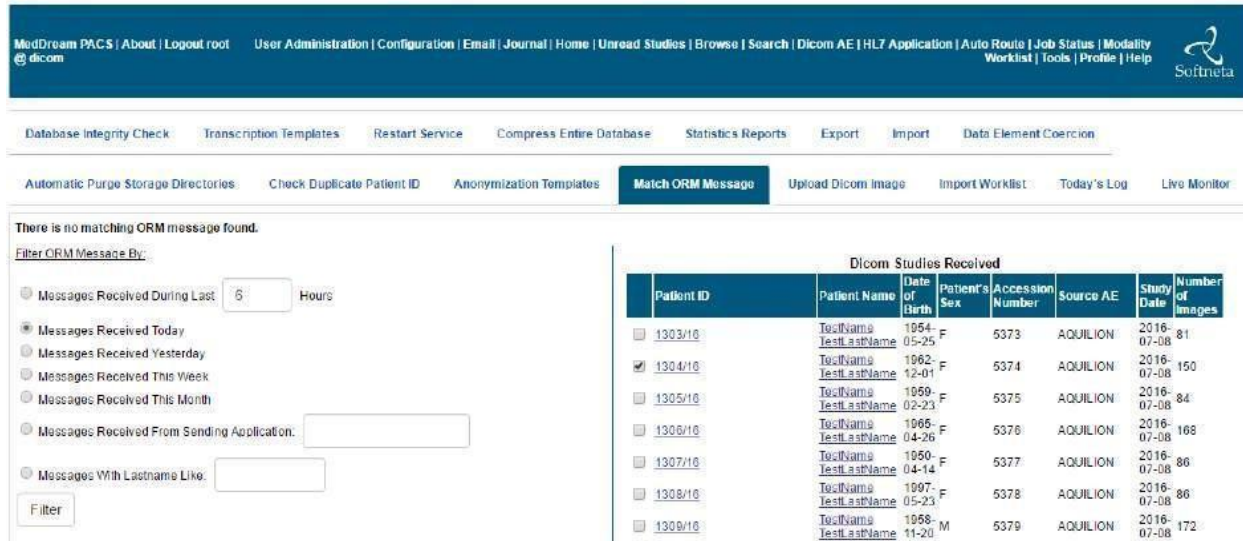 MedDream PACS | About | Logout root
@ dicom
User Administration | Configuration | Email | Journal | Home | Unread Studies | Browse | Search | Dicom AE | HL7 Application | Auto Route | Job Status | Modality
Worklist | Tools | Profile | Help
Softneta
Database Integrity Check Transcription Templates Restart Service Compress Entire Database Statistics Reports Export Import Data Element Coercion
Automatic Purge Storage Directories Check Duplicate Patient ID Anonymization Templates Match ORM Message Upload Dicom Image Import Worklist Today's Log Live Monitor
There is no matching ORM message found.
Filter ORM Message By:
Messages Received During Last 6 Hours
Messages Received Today
Messages Received Yesterday
Messages Received This Week
Messages Received This Month
Messages Received From Sending Application:
Messages With Lastname Like:
Filter
Dicom Studies Received
Patient ID Patient Name Date of Birth Patient's Sex Accession Number Source AE Study Date Number of Images
1303/16 TestName TestLastName 1954-05-25 F 5373 AQUILION 2016-07-08 81
1304/16 TestName TestLastName 1962-12-01 F 5374 AQUILION 2016-07-08 150
1305/16 TestName TestLastName 1959-02-23 F 5375 AQUILION 2016-07-08 84
1306/16 TestName TestLastName 1965-04-26 F 5376 AQUILION 2016-07-08 168
1307/16 TestName TestLastName 1950-04-14 F 5377 AQUILION 2016-07-08 86
1308/16 TestName TestLastName 1997-05-23 F 5378 AQUILION 2016-07-08 86
1309/16 TestName TestLastName 1958-11-20 M 5379 AQUILION 2016-07-08 172